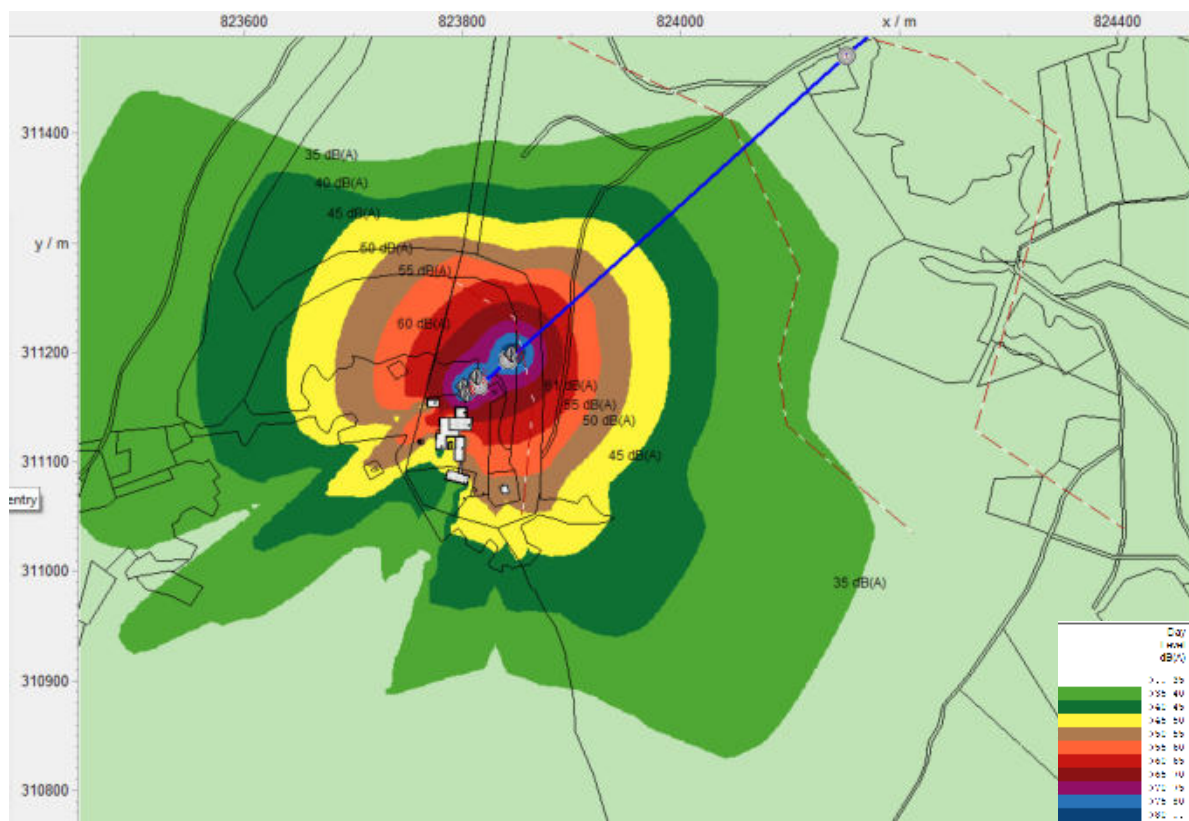 823600 823800 824000 x / m 824400
311400
35 dB(A)
40 dB(A)
45 dB(A)
y / m
50 dB(A)
55 dB(A)
60 dB(A)
311200
61 dB(A)
55 dB(A)
50 dB(A)
45 dB(A)
311100
entry
311000
35 dB(A)
310900
310800
Day
Level
dB(A)